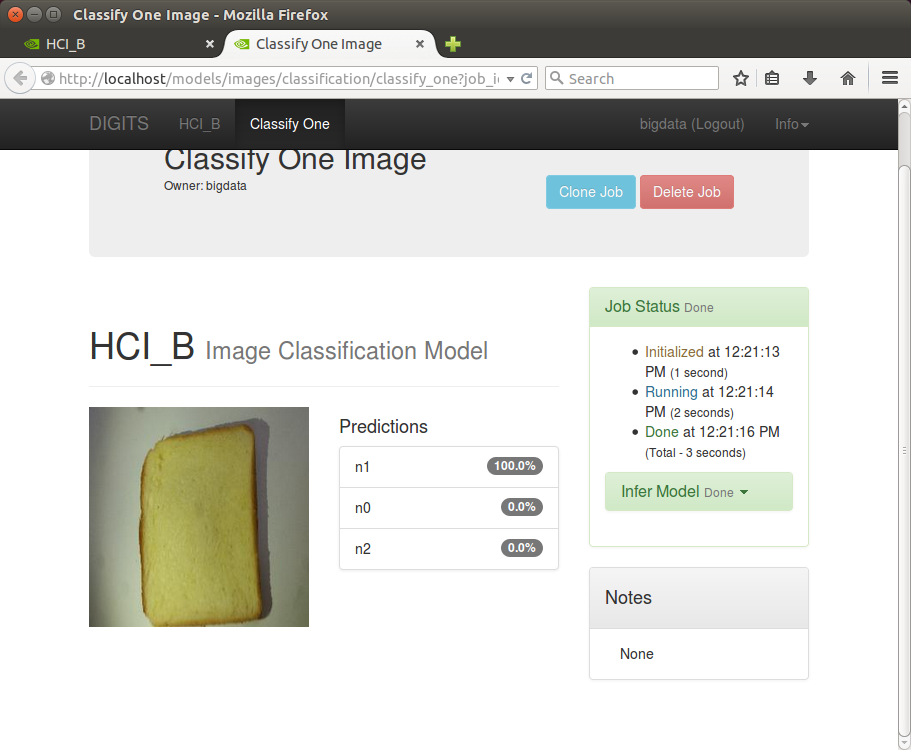 Classify One Image - Mozilla Firefox
HCI_B
Classify One Image
http://localhost/models/images/classification/classify_one?job_i
Search
DIGITS
HCI_B
Classify One
bigdata (Logout)
Info
Classify One Image
Owner: bigdata
Clone Job
Delete Job
HCI_B Image Classification Model
Predictions
n1 100.0%
n0 0.0%
n2 0.0%
Job Status Done
Initialized at 12:21:13
PM (1 second)
Running at 12:21:14
PM (2 seconds)
Done at 12:21:16 PM
(Total - 3 seconds)
Infer Model Done
Notes
None